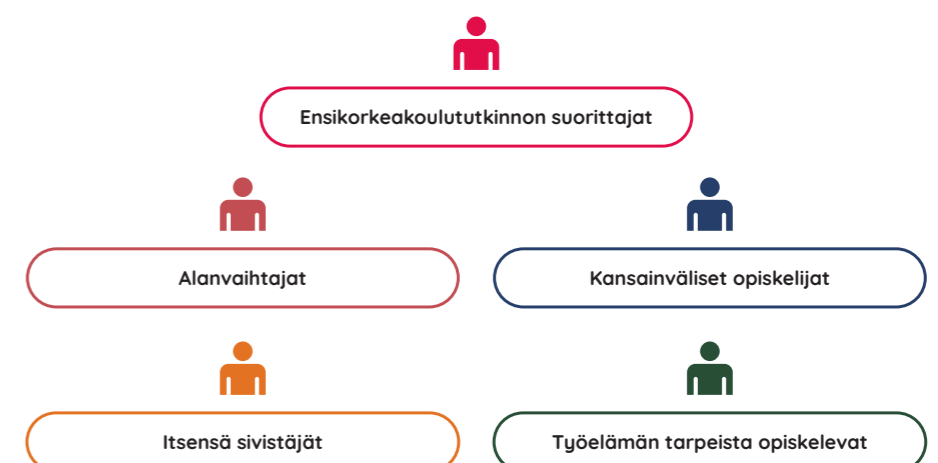 Ensikorkeakoulututkinnon suorittajat
Alanvaihtajat
Kansainväliset opiskelijat
Itsensä sivistäjät
Työelämän tarpeista opiskelevat